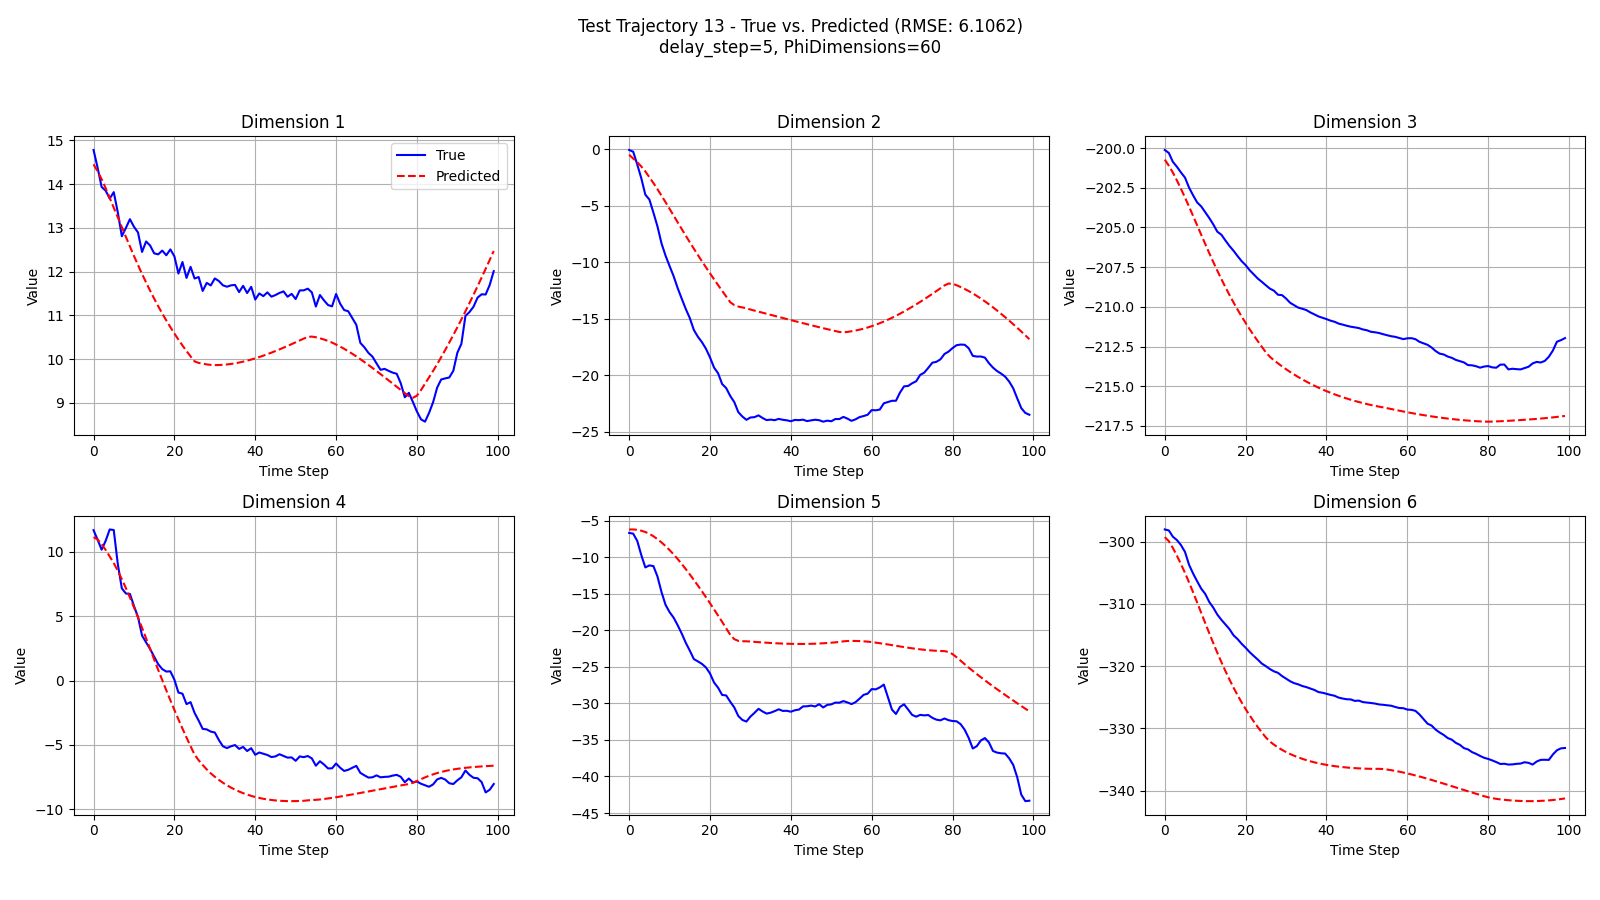 Test Trajectory 13 - True vs. Predicted (RMSE: 6.1062)
delay_step=5, PhiDimensions=60
Dimension 1
15
14
13
12
11
10
9
Value
0 20 40 60 80 100
Time Step
True
Predicted
Dimension 2
0
−5
−10
−15
−20
−25
Value
0 20 40 60 80 100
Time Step
Dimension 3
−200.0
−202.5
−205.0
−207.5
−210.0
−212.5
−215.0
−217.5
Value
0 20 40 60 80 100
Time Step
Dimension 4
10
5
0
−5
−10
Value
0 20 40 60 80 100
Time Step
Dimension 5
−5
−10
−15
−20
−25
−30
−35
−40
−45
Value
0 20 40 60 80 100
Time Step
Dimension 6
−300
−310
−320
−330
−340
Value
0 20 40 60 80 100
Time Step